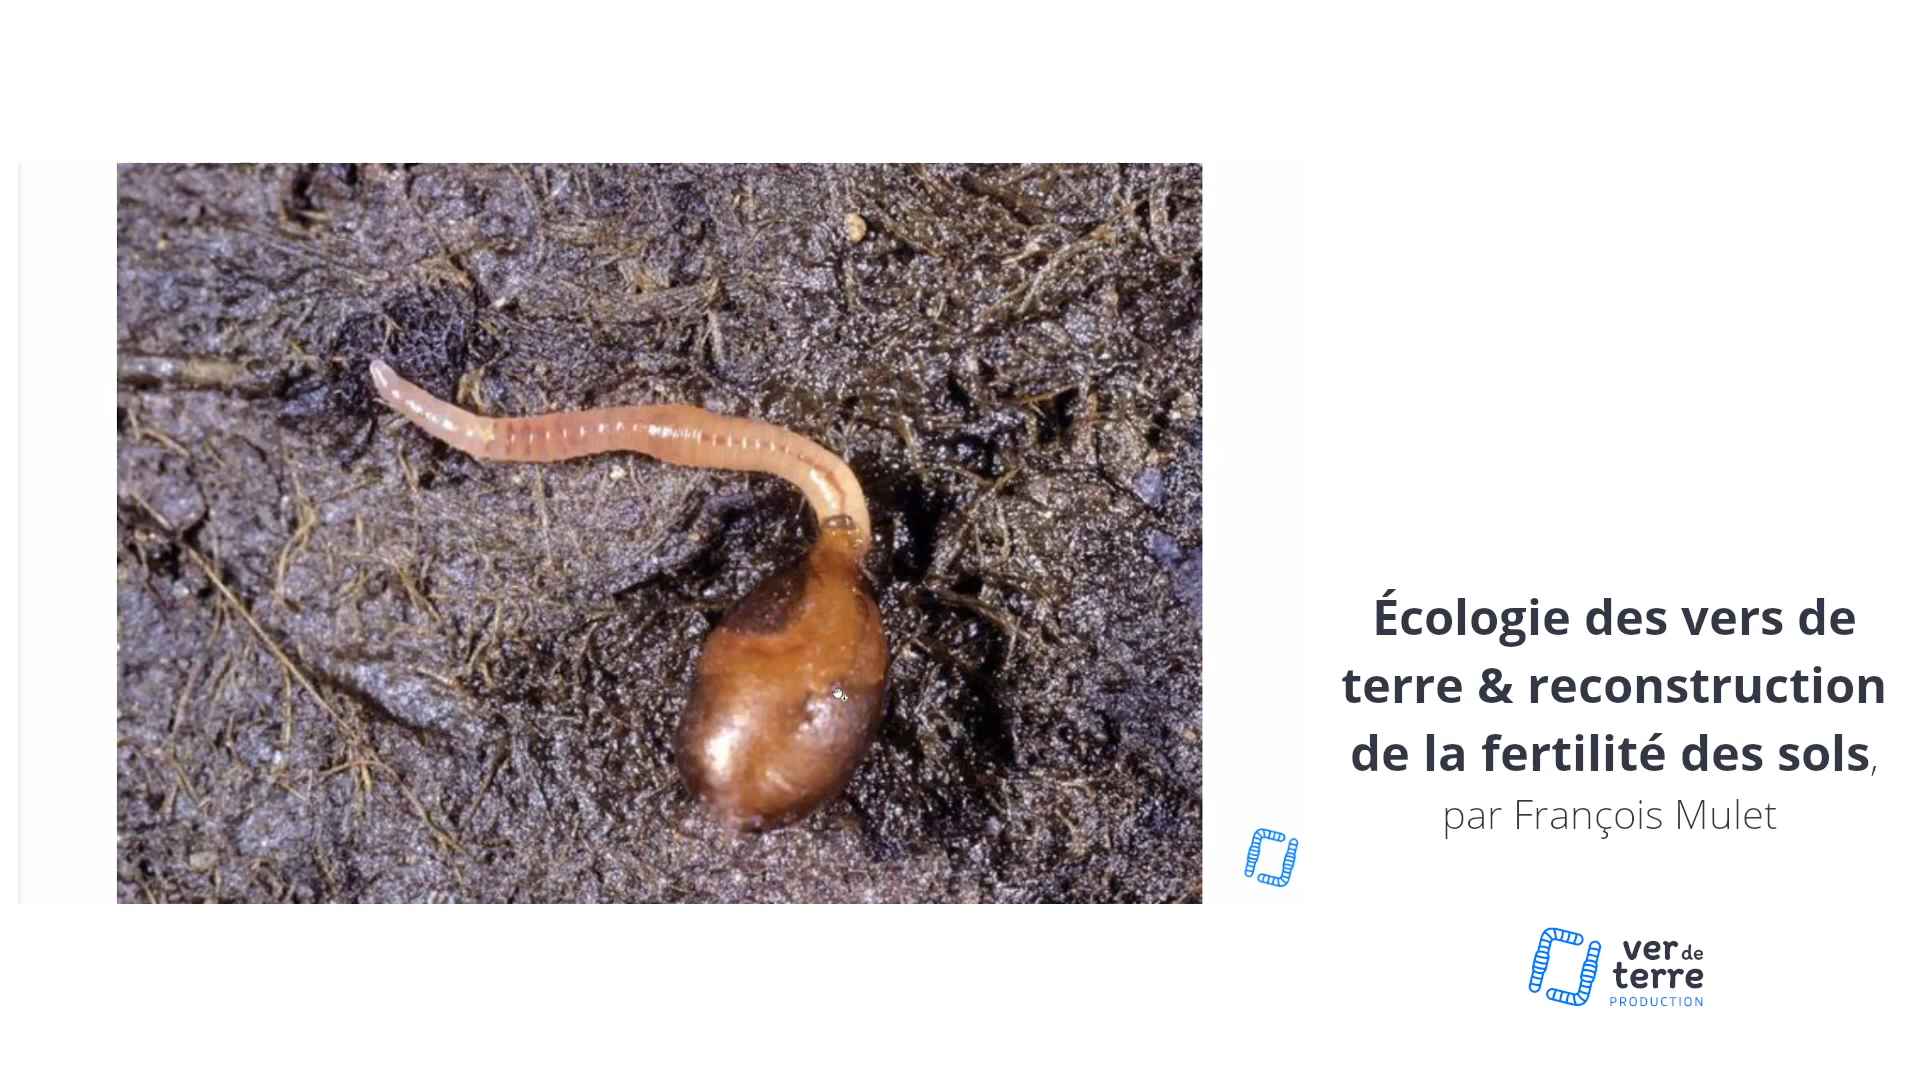 Écologie des vers de
terre & reconstruction
de la fertilité des sols,
par François Mulet
ver de
terre
PRODUCTION